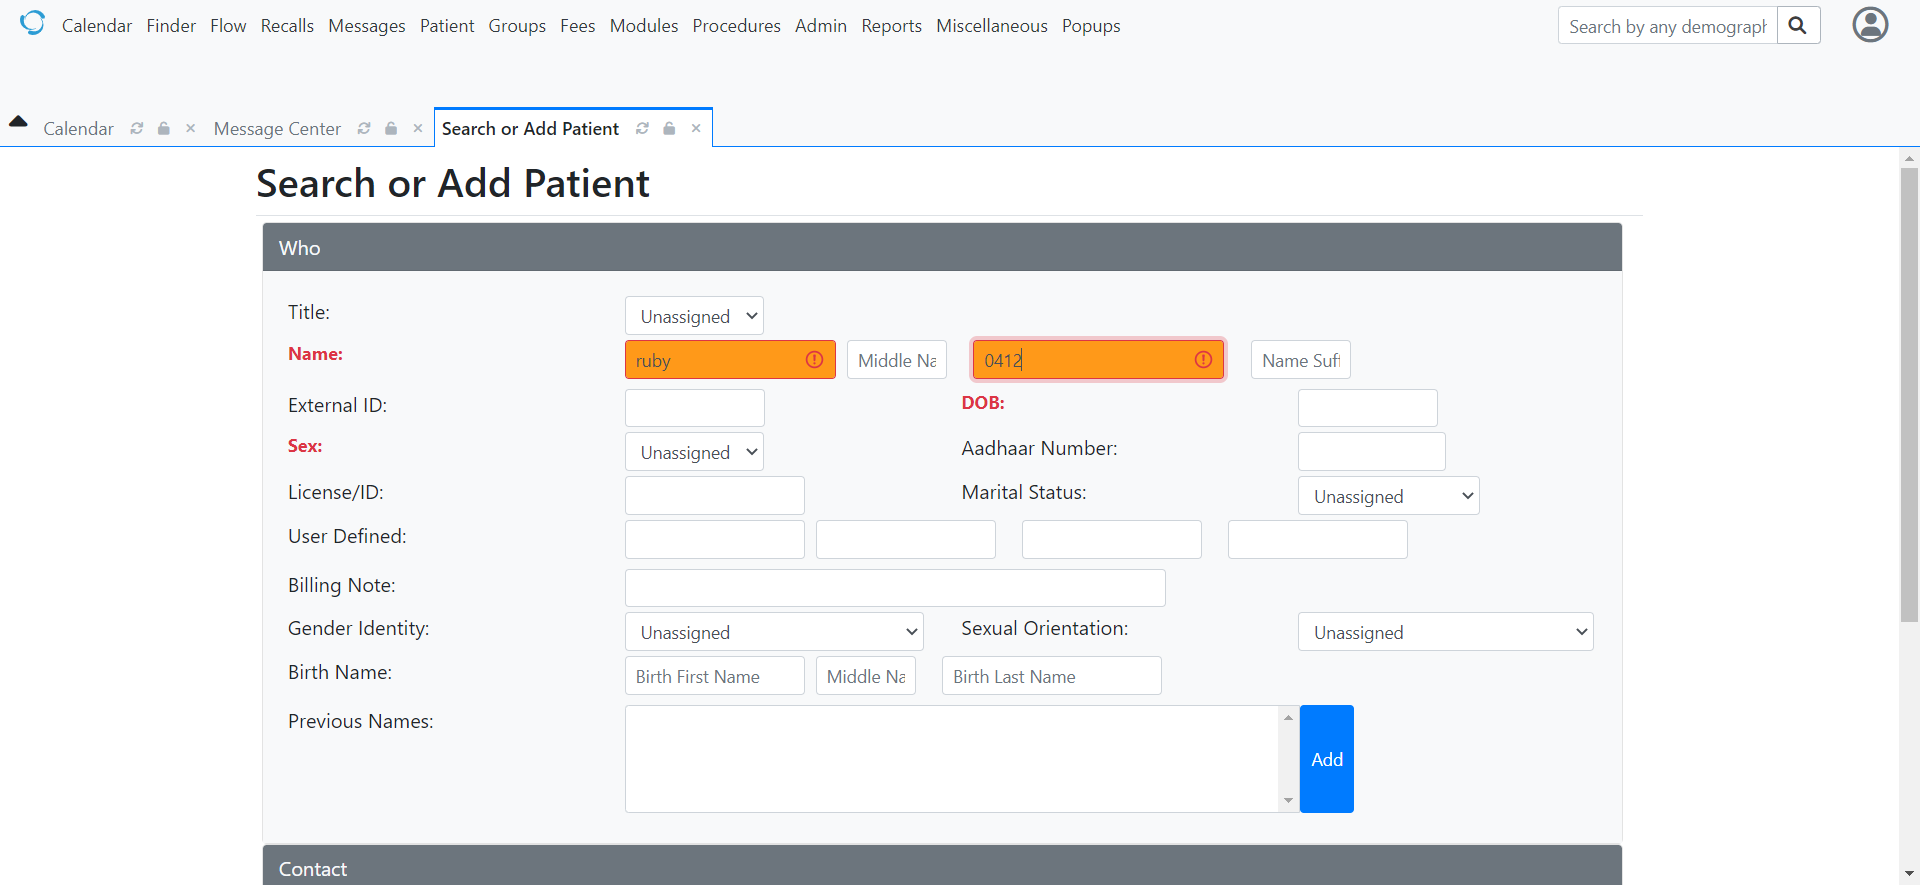 Calendar Finder Flow Recalls Messages Patient Groups Fees Modules Procedures Admin Reports Miscellaneous Popups Search by any demograph
Calendar Message Center Search or Add Patient
Search or Add Patient
Who
Title: Unassigned
Name: ruby Middle Na 0412 Name Suf
External ID: DOB:
Sex: Unassigned Aadhaar Number:
License/ID: Marital Status: Unassigned
User Defined:
Billing Note:
Gender Identity: Unassigned Sexual Orientation: Unassigned
Birth Name: Birth First Name Middle Na Birth Last Name
Previous Names: Add
Contact